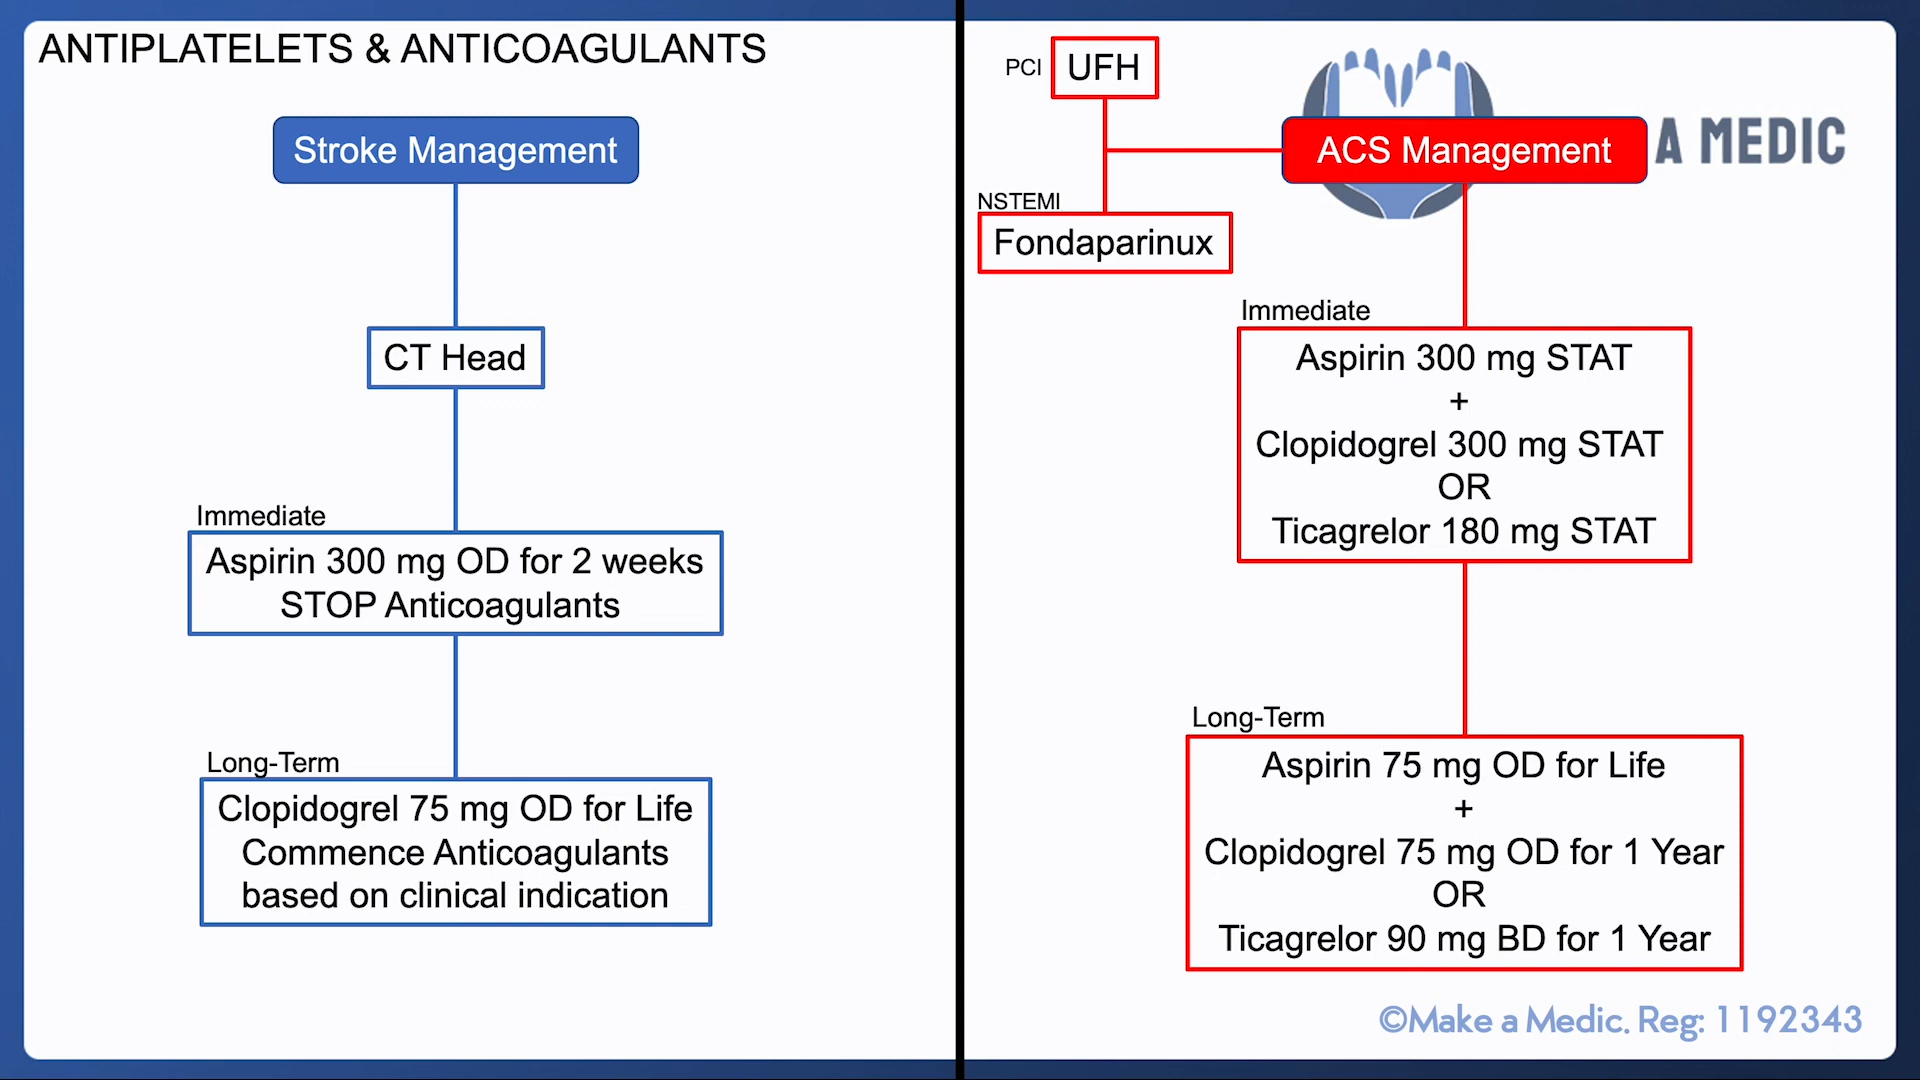 ANTIPLATELETS & ANTICOAGULANTS
Stroke Management
CT Head
Immediate
Aspirin 300 mg OD for 2 weeks
STOP Anticoagulants
Long-Term
Clopidogrel 75 mg OD for Life
Commence Anticoagulants
based on clinical indication
PCI
UFH
ACS Management
A MEDIC
NSTEMI
Fondaparinux
Immediate
Aspirin 300 mg STAT
+
Clopidogrel 300 mg STAT
OR
Ticagrelor 180 mg STAT
Long-Term
Aspirin 75 mg OD for Life
+
Clopidogrel 75 mg OD for 1 Year
OR
Ticagrelor 90 mg BD for 1 Year
©Make a Medic. Reg: 1192343